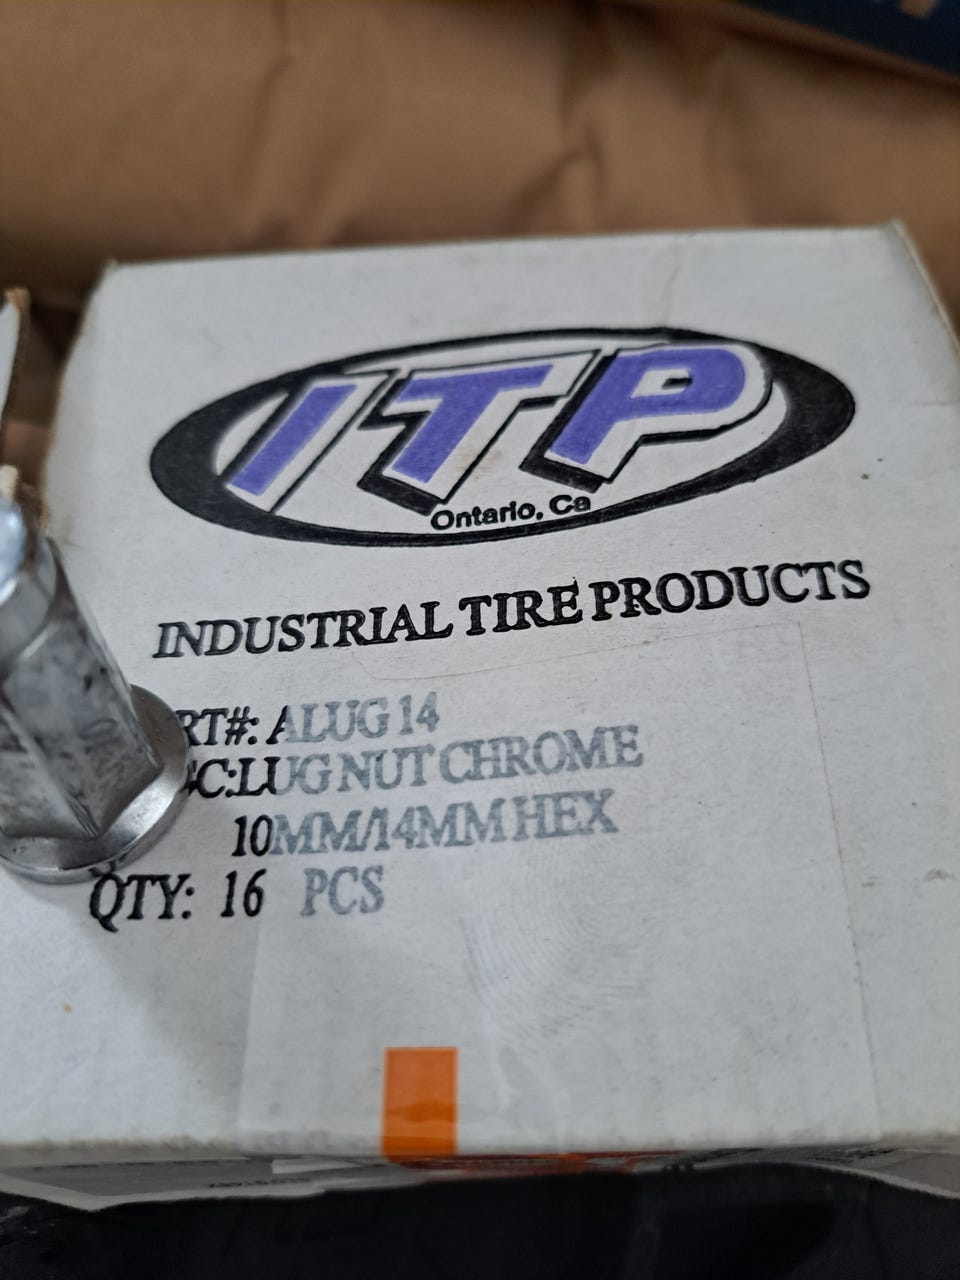 ITP
Ontario, Ca
INDUSTRIAL TIRE PRODUCTS
RT#: ALUG 14
C:LUG NUT CHROME
10MM/14MM HEX
QTY: 16 PCS